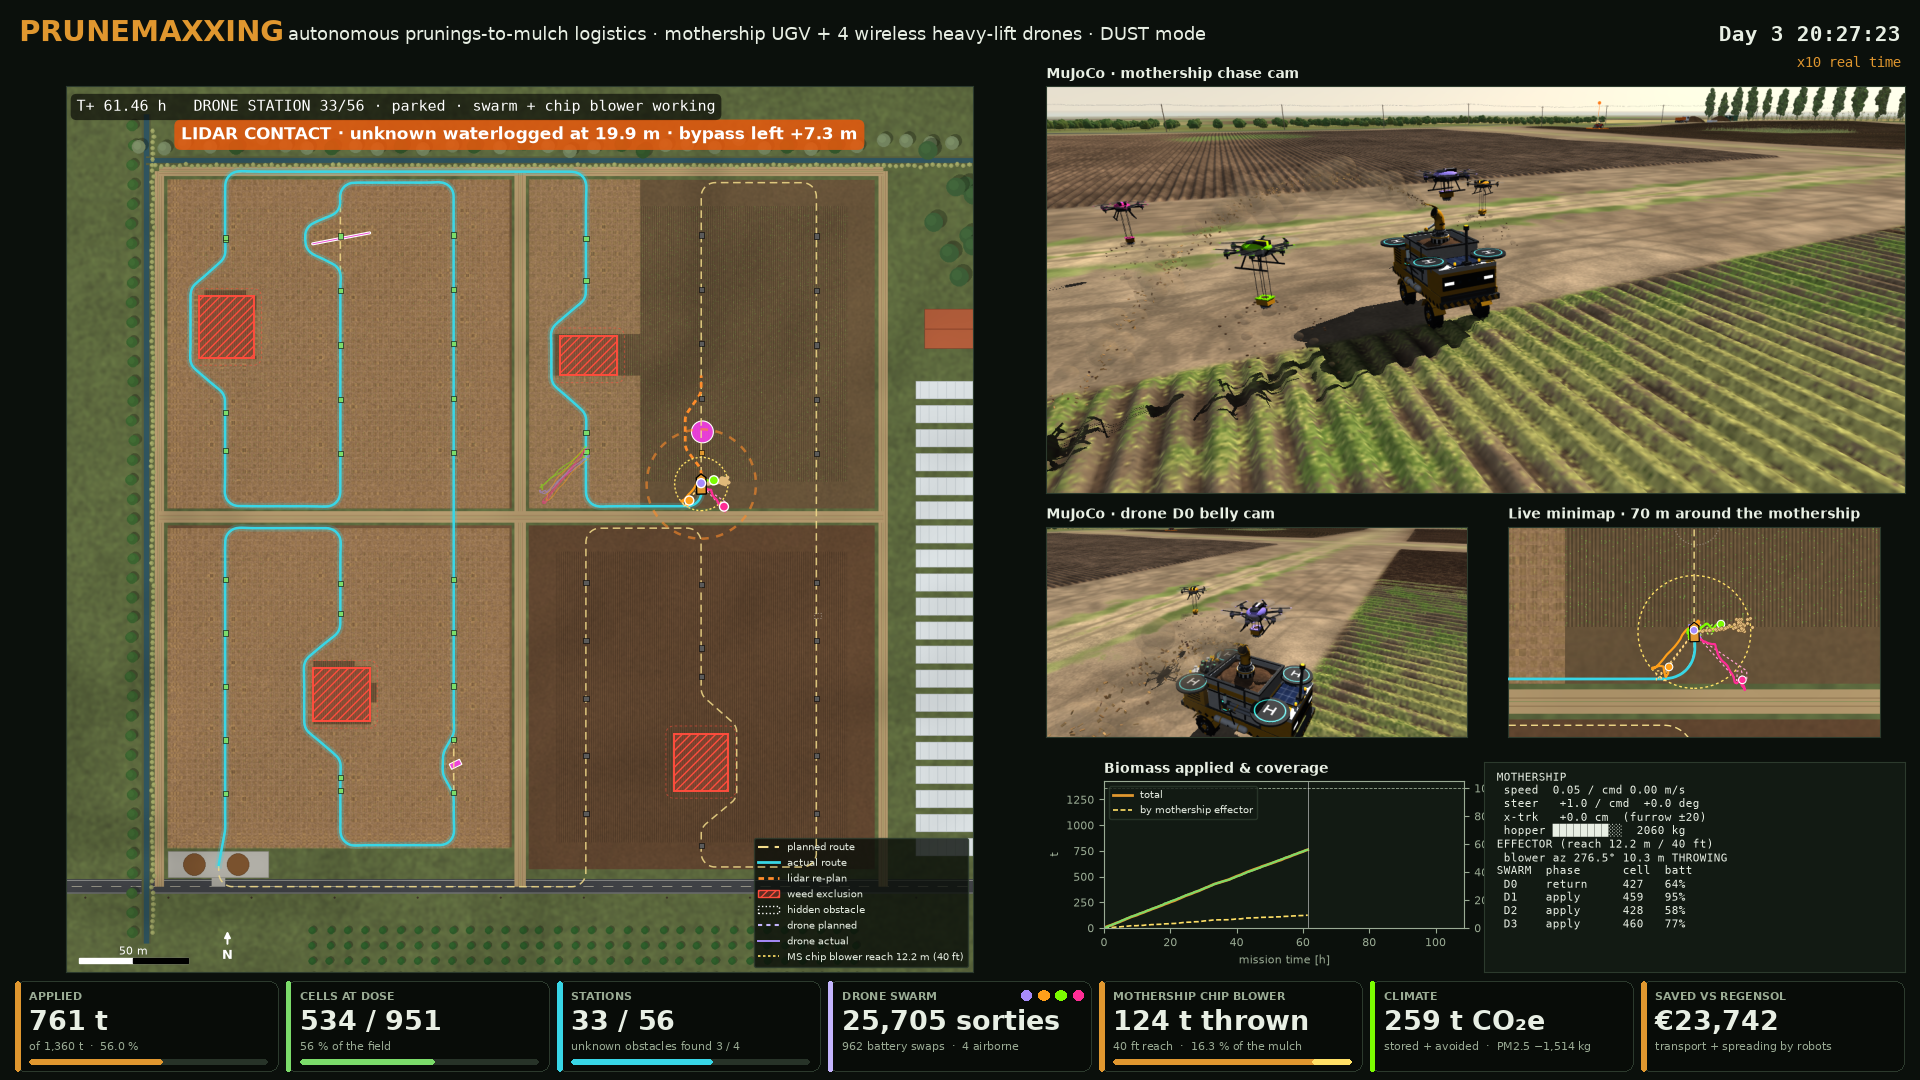 PRUNEMAXXING autonomous prunings-to-mulch logistics · mothership UGV + 4 wireless heavy-lift drones · DUST mode
Day 3 20:27:23
x10 real time
T+ 61.46 h DRONE STATION 33/56 · parked · swarm + chip blower working
LIDAR CONTACT · unknown waterlogged at 19.9 m · bypass left +7.3 m
50 m
N
planned route
actual route
lidar re-plan
weed exclusion
hidden obstacle
drone planned
drone actual
MS chip blower reach 12.2 m (40 ft)
MuJoCo · mothership chase cam
MuJoCo · drone D0 belly cam
H
H
H
Live minimap · 70 m around the mothership
Biomass applied & coverage
total
by mothership effector
1250
1000
750
500
250
0
t
0 20 40 60 80 100
mission time [h]
MOTHERSHIP
speed 0.05 / cmd 0.00 m/s
steer +1.0 / cmd +0.0 deg
x-trk +0.0 cm (furrow ±20)
hopper 2060 kg
EFFECTOR (reach 12.2 m / 40 ft)
blower az 276.5° 10.3 m THROWING
SWARM phase cell batt
D0 return 427 64%
D1 apply 459 95%
D2 apply 428 58%
D3 apply 460 77%
APPLIED
761 t
of 1,360 t · 56.0 %
CELLS AT DOSE
534 / 951
56 % of the field
STATIONS
33 / 56
unknown obstacles found 3 / 4
DRONE SWARM
25,705 sorties
962 battery swaps · 4 airborne
MOTHERSHIP CHIP BLOWER
124 t thrown
40 ft reach · 16.3 % of the mulch
CLIMATE
259 t CO₂e
stored + avoided · PM2.5 −1,514 kg
SAVED VS REGENSOL
€23,742
transport + spreading by robots